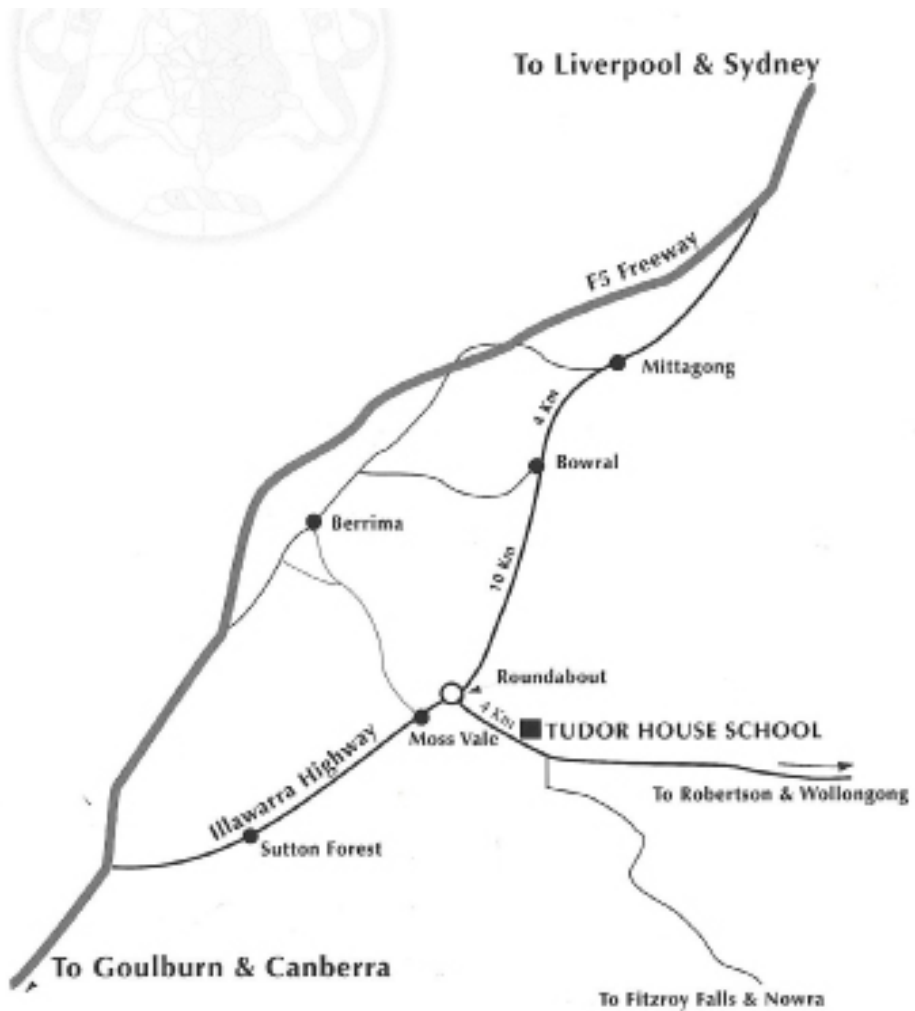 To Liverpool & Sydney
F5 Freeway
Mittagong
4 Km
Bowral
Berrima
10 Km
Roundabout
4 Km
TUDOR HOUSE SCHOOL
Moss Vale
Illawarra Highway
To Robertson & Wollongong
Sutton Forest
To Goulburn & Canberra
To Fitzroy Falls & Nowra